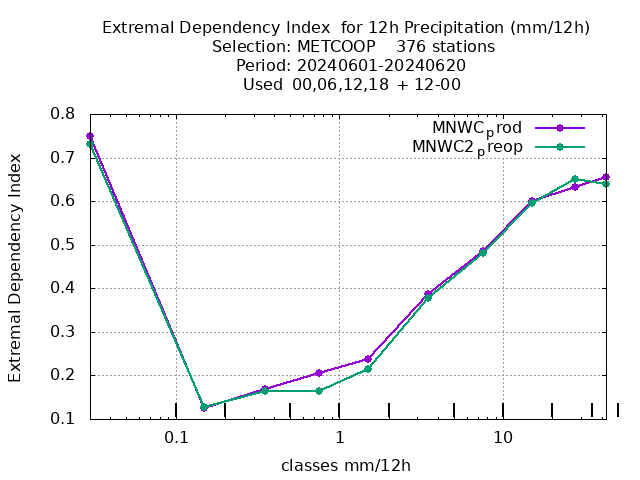 Extremal Dependency Index  for 12h Precipitation (mm/12h)
Selection: METCOOP    376 stations
Period: 20240601-20240620
Used  00,06,12,18  + 12-00
MNWCprod
MNWC2preop
0.8
0.7
0.6
0.5
0.4
0.3
0.2
0.1
Extremal Dependency Index
0.1 1 10
classes mm/12h